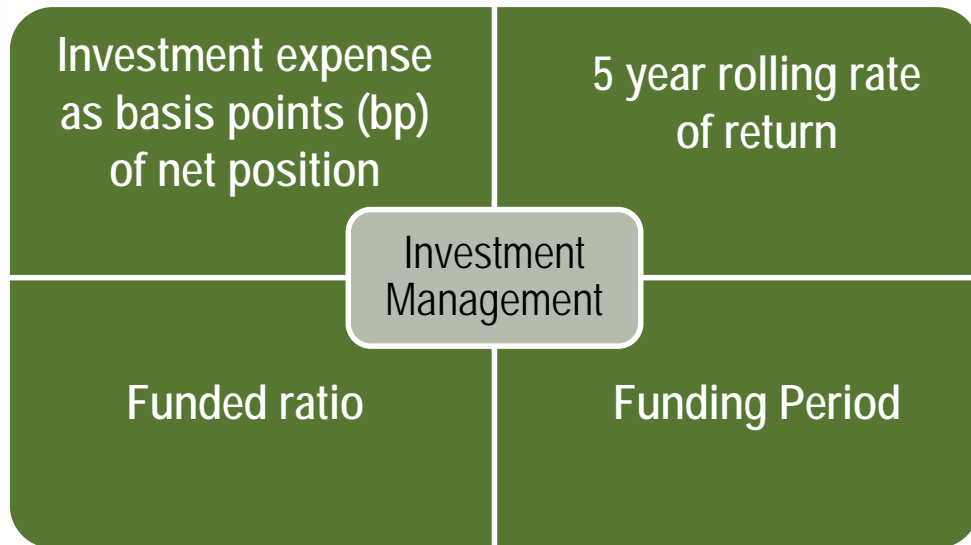 Investment expense
as basis points (bp)
of net position
5 year rolling rate
of return
Investment
Management
Funded ratio
Funding Period